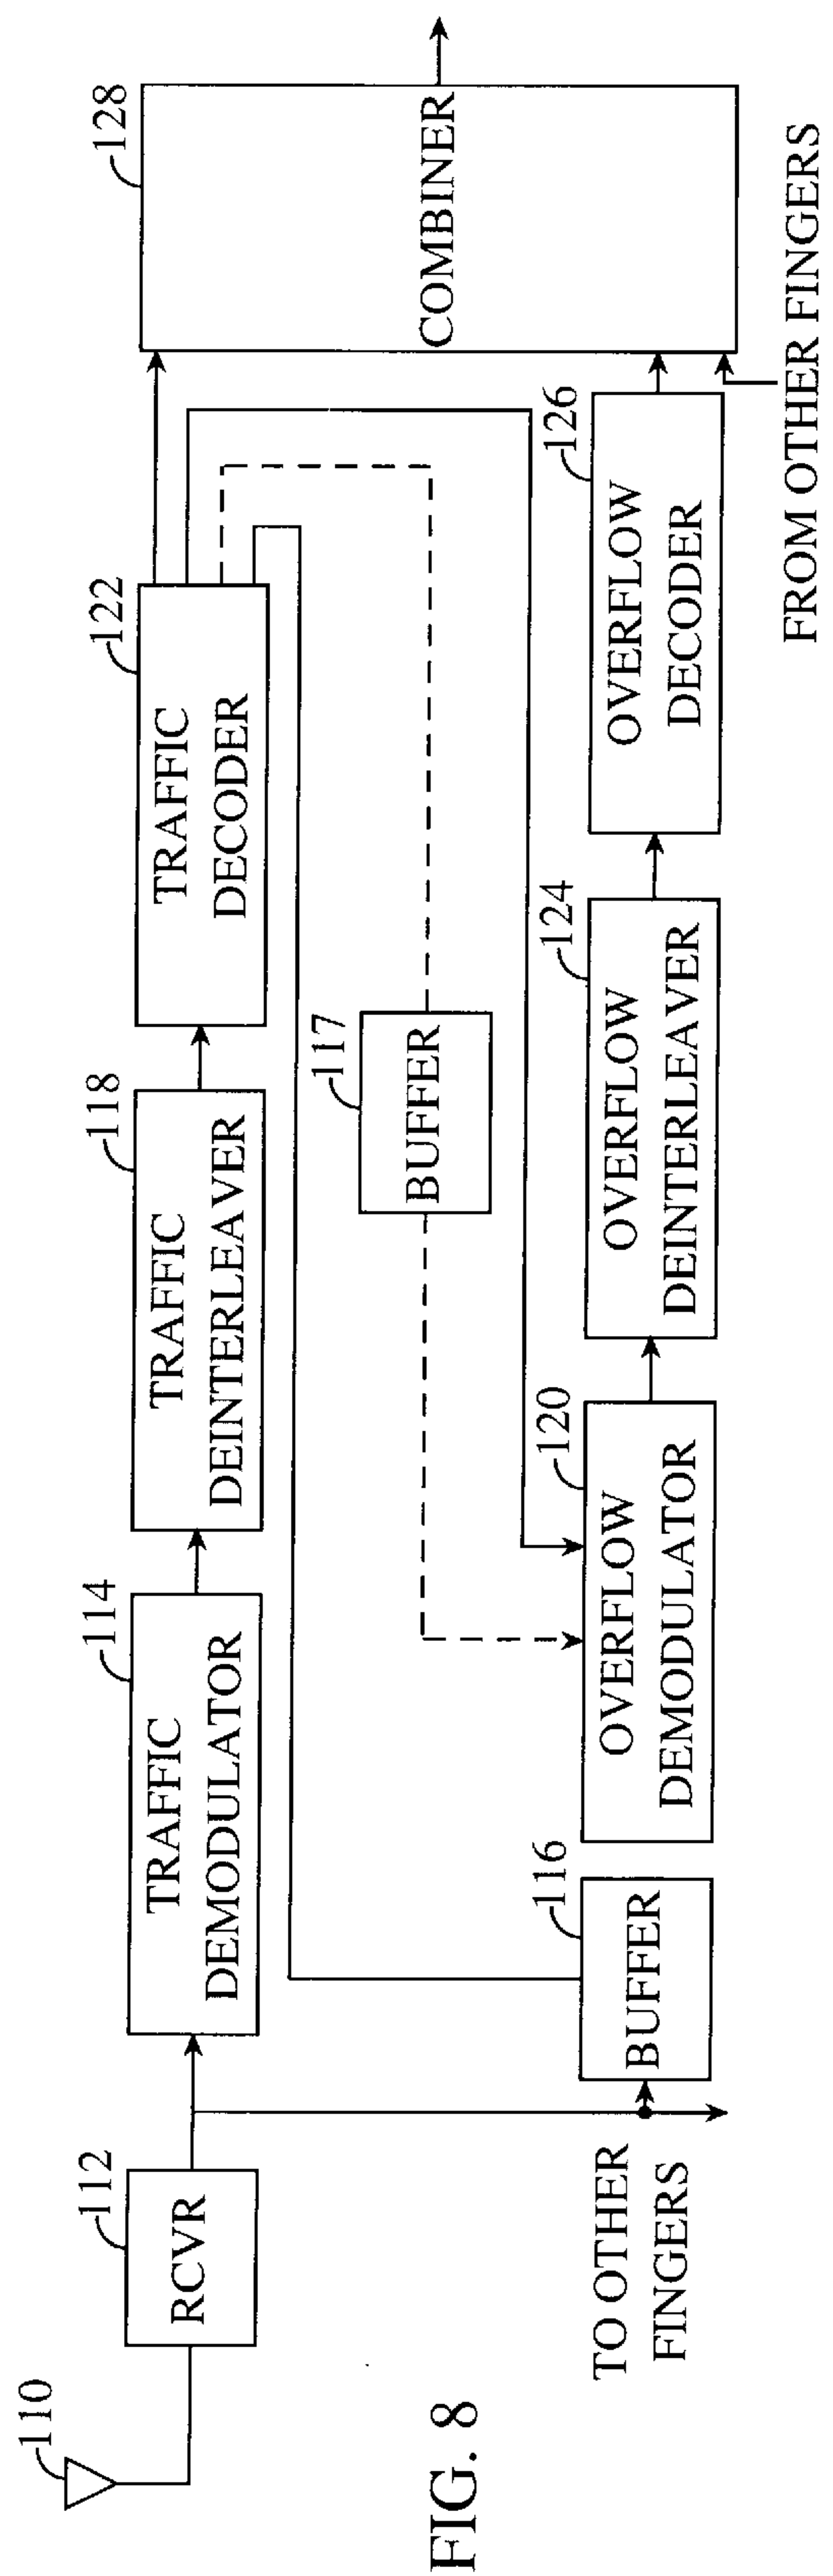 110
112
RCVR
114
TRAFFIC
DEMODULATOR
118
TRAFFIC
DEINTERLEAVER
122
TRAFFIC
DECODER
128
COMBINER
117
BUFFER
116
BUFFER
120
OVERFLOW
DEMODULATOR
124
OVERFLOW
DEINTERLEAVER
126
OVERFLOW
DECODER
TO OTHER
FINGERS
FROM OTHER FINGERS
FIG. 8